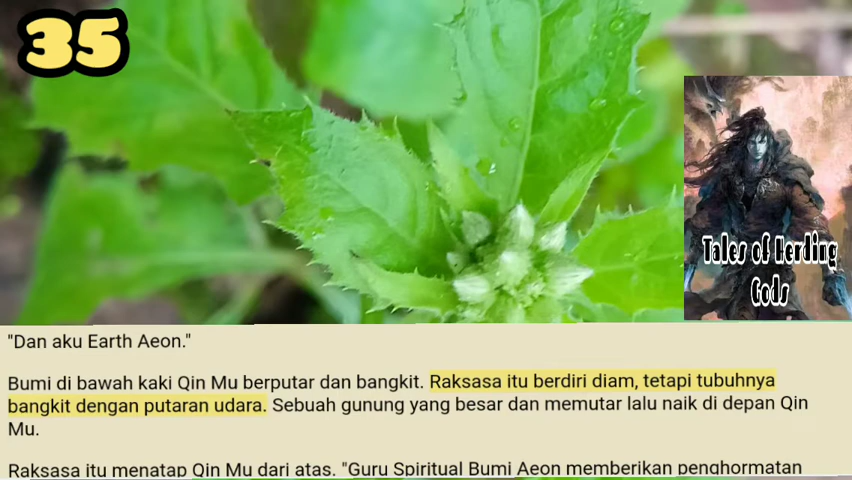 35
Tales of Herding
Gods
"Dan aku Earth Aeon."
Bumi di bawah kaki Qin Mu berputar dan bangkit. Raksasa itu berdiri diam, tetapi tubuhnya
bangkit dengan putaran udara. Sebuah gunung yang besar dan memutar lalu naik di depan Qin
Mu.
Raksasa itu menatap Qin Mu dari atas. "Guru Spiritual Bumi Aeon memberikan penghormatan